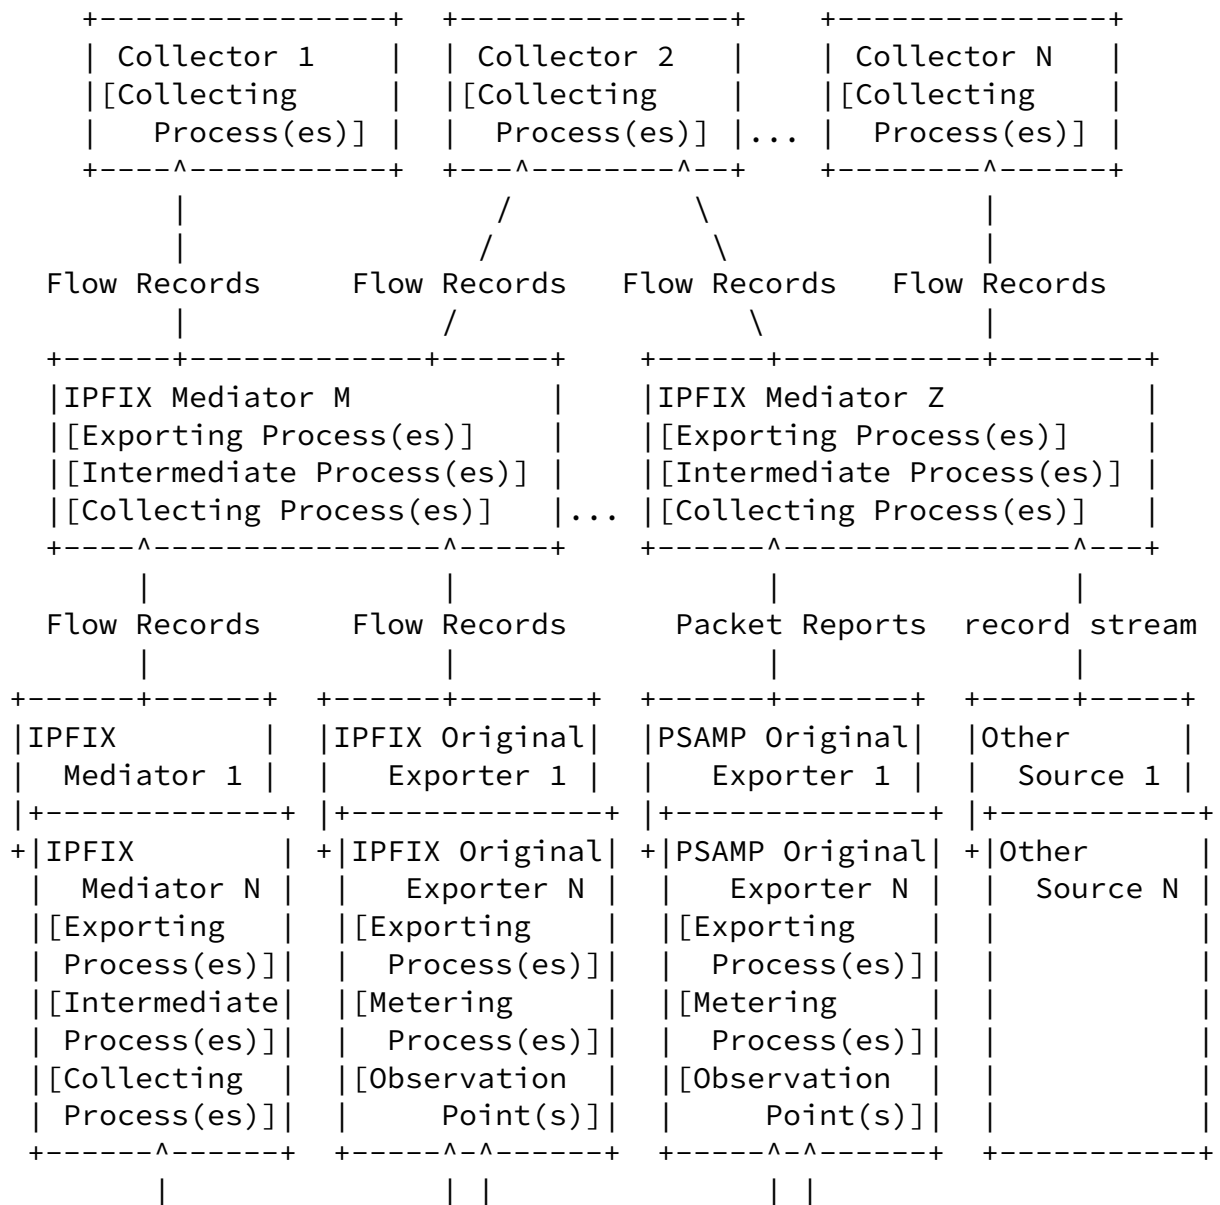 +----------------+  +---------------+    +---------------+
    | Collector 1    |  | Collector 2   |    | Collector N   |
    |[Collecting     |  |[Collecting    |    |[Collecting    |
    |   Process(es)] |  |  Process(es)] |... |  Process(es)] |
    +----^-----------+  +---^--------^--+    +--------^------+
         |                 /          \               |
         |                /            \              |
  Flow Records     Flow Records   Flow Records   Flow Records
         |              /                \            |
  +------+-------------+------+    +------+-----------+--------+
  |IPFIX Mediator M           |    |IPFIX Mediator Z           |
  |[Exporting Process(es)]    |    |[Exporting Process(es)]    |
  |[Intermediate Process(es)] |    |[Intermediate Process(es)] |
  |[Collecting Process(es)]   |... |[Collecting Process(es)]   |
  +----^----------------^-----+    +------^----------------^---+
       |                |                 |                |
  Flow Records     Flow Records      Packet Reports  record stream
       |                |                 |                |
+------+------+  +------+-------+  +------+-------+  +-----+-----+
|IPFIX        |  |IPFIX Original|  |PSAMP Original|  |Other      |
|  Mediator 1 |  |   Exporter 1 |  |   Exporter 1 |  |  Source 1 |
|+-------------+ |+--------------+ |+--------------+ |+-----------+
+|IPFIX        | +|IPFIX Original| +|PSAMP Original| +|Other      |
 |  Mediator N |  |   Exporter N |  |   Exporter N |  |  Source N |
 |[Exporting   |  |[Exporting    |  |[Exporting    |  |           |
 | Process(es)]|  |  Process(es)]|  |  Process(es)]|  |           |
 |[Intermediate|  |[Metering     |  |[Metering     |  |           |
 | Process(es)]|  |  Process(es)]|  |  Process(es)]|  |           |
 |[Collecting  |  |[Observation  |  |[Observation  |  |           |
 | Process(es)]|  |     Point(s)]|  |     Point(s)]|  |           |
 +------^------+  +-----^-^------+  +-----^-^------+  +-----------+
        |               | |               | |